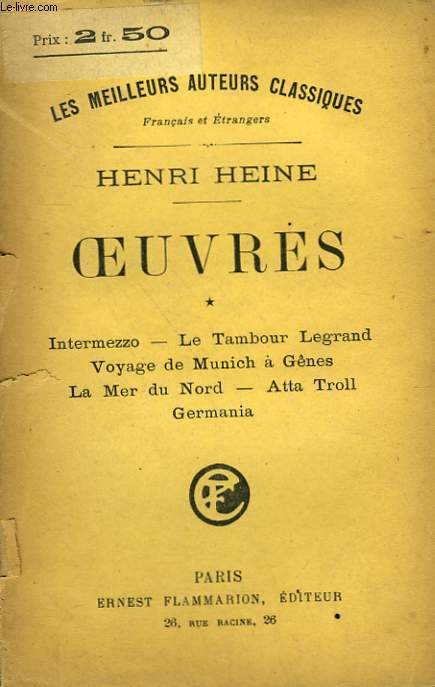 Le-livre.com
Prix : 2 fr. 50
LES MEILLEURS AUTEURS CLASSIQUES
Français et Étrangers
HENRI HEINE
ŒUVRES
*
Intermezzo — Le Tambour Legrand
Voyage de Munich à Gênes
La Mer du Nord — Atta Troll
Germania
PARIS
ERNEST FLAMMARION, ÉDITEUR
26, RUE RACINE, 26